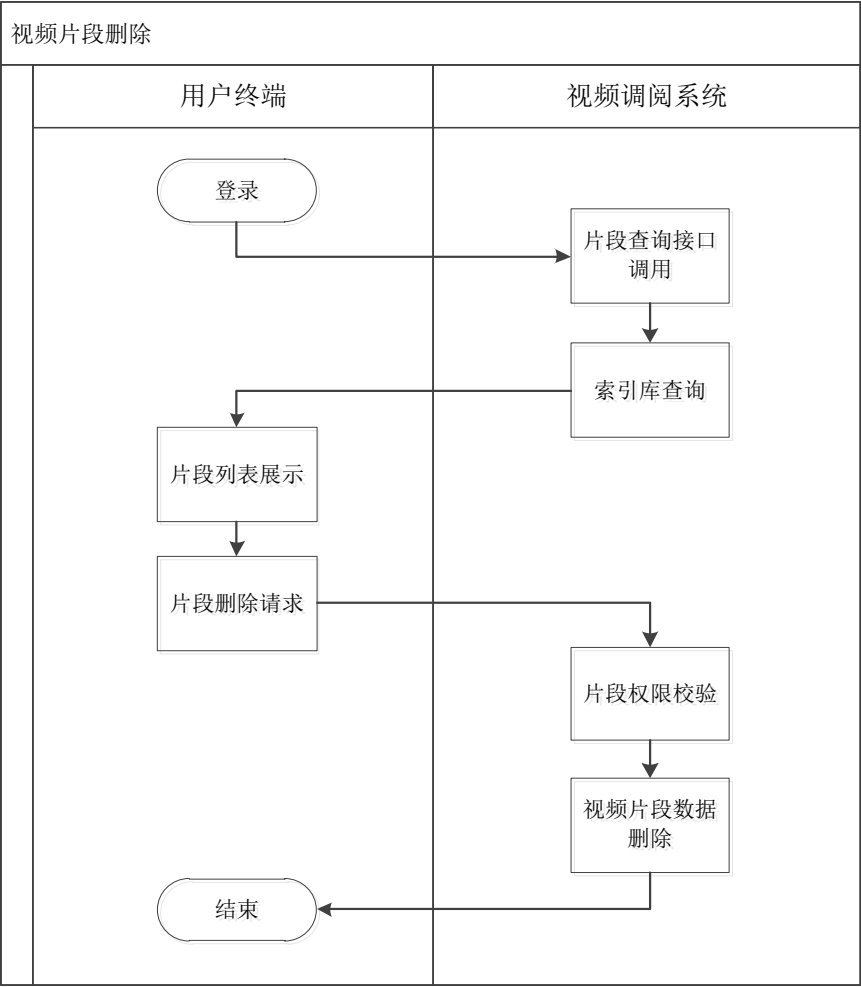 视频片段删除
用户终端
视频调阅系统
登录
片段查询接口
调用
索引库查询
片段列表展示
片段删除请求
片段权限校验
视频片段数据
删除
结束